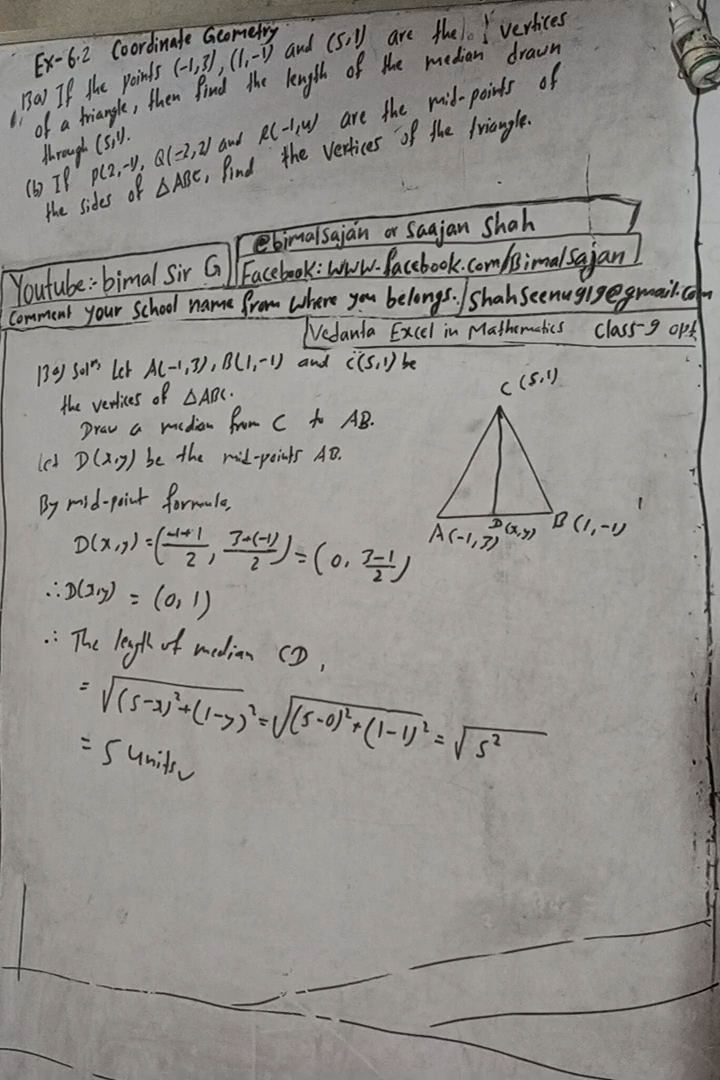 Ex-6.2 Coordinate Geometry
13a) If the points (-1,3), (1,-1) and (5,1) are the vertices
of a triangle, then find the length of the median drawn
through (5,1).
(b) If P(2,-1), Q(-2,2) and R(-1,4) are the mid-points of
the sides of △ABC, find the vertices of the triangle.
@bimalsajan or Saajan Shah
Youtube:- bimal Sir G
Facebook: www.facebook.com/Bimalsajan
Comment your School name from where you belongs. / Shahseenu919@gmail.com
Vedanta Excel in Mathematics class-9 opt
13a) Solⁿ, Let A(-1,3), B(1,-1) and C(5,1) be
the vertices of △ABC.
Draw a median from C to AB.
Let D(x,y) be the mid-points AB.
By mid-point formula,
D(x,y) = (-1+1/2, 3+(-1)/2) = (0, 3-1/2)
∴ D(x,y) = (0,1)
∴ The length of median CD,
= √(5-x)²+(1-y)² = √(5-0)²+(1-1)² = √5²
= 5 units
C (5,1)
A(-1,3) D(x,y) B(1,-1)